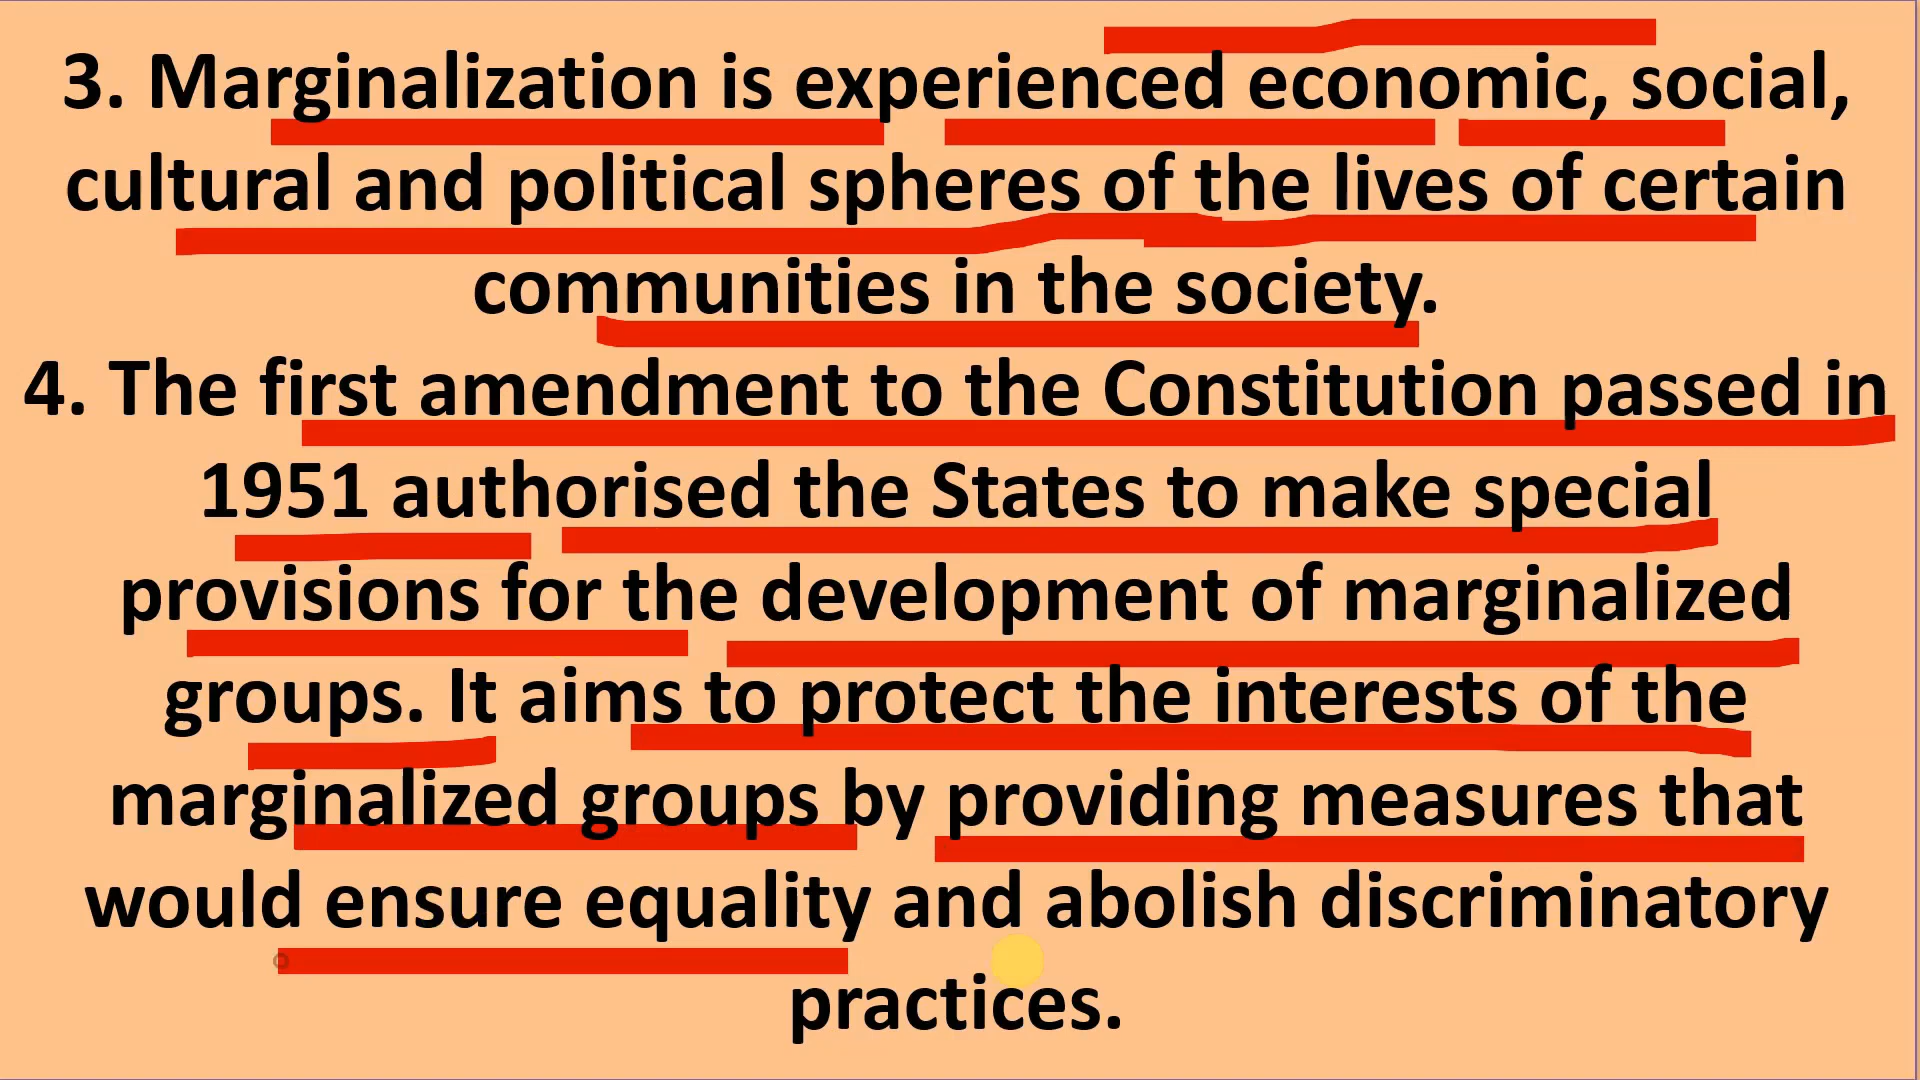 3. Marginalization is experienced economic, social,
cultural and political spheres of the lives of certain
communities in the society.
4. The first amendment to the Constitution passed in
1951 authorised the States to make special
provisions for the development of marginalized
groups. It aims to protect the interests of the
marginalized groups by providing measures that
would ensure equality and abolish discriminatory
practices.